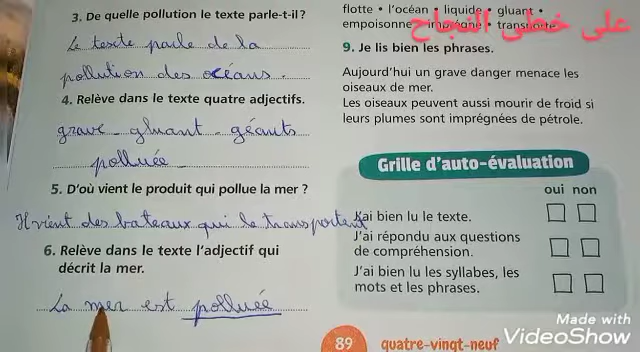 3. De quelle pollution le texte parle-t-il?
Le texte parle de la
pollution des océans.
4. Relève dans le texte quatre adjectifs.
grave - gluant - géants
polluée
5. D'où vient le produit qui pollue la mer ?
Il vient des bateaux qui le transportent
6. Relève dans le texte l'adjectif qui
décrit la mer.
La mer est polluée
flotte • l'océan • liquide • gluant •
empoisonne • imprégné •
على خطى النجاح
9. Je lis bien les phrases.
Aujourd'hui un grave danger menace les
oiseaux de mer.
Les oiseaux peuvent aussi mourir de froid si
leurs plumes sont imprégnées de pétrole.
Grille d'auto-évaluation
oui non
J'ai bien lu le texte.
J'ai répondu aux questions
de compréhension.
J'ai bien lu les syllabes, les
mots et les phrases.
89 quatre-vingt-neuf
Made with
VideoShow